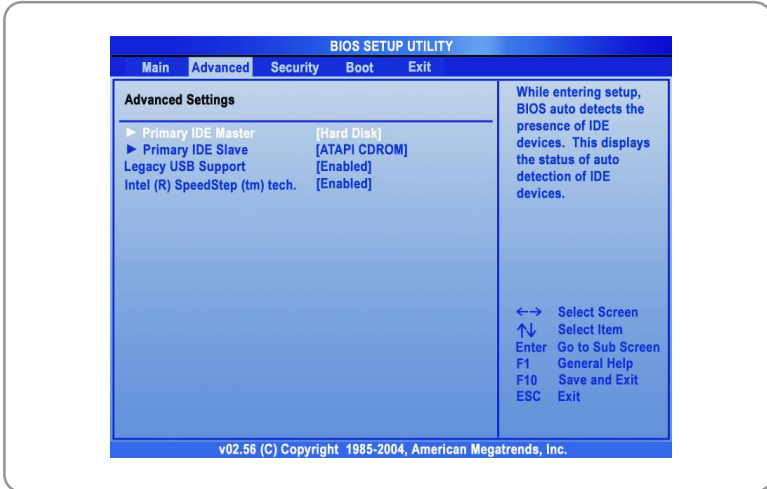 BIOS SETUP UTILITY
Main Advanced Security Boot Exit
Advanced Settings
► Primary IDE Master [Hard Disk]
► Primary IDE Slave [ATAPI CDROM]
Legacy USB Support [Enabled]
Intel (R) SpeedStep (tm) tech. [Enabled]
While entering setup,
BIOS auto detects the
presence of IDE
devices. This displays
the status of auto
detection of IDE
devices.
←→ Select Screen
↑↓ Select Item
Enter Go to Sub Screen
F1 General Help
F10 Save and Exit
ESC Exit
v02.56 (C) Copyright 1985-2004, American Megatrends, Inc.